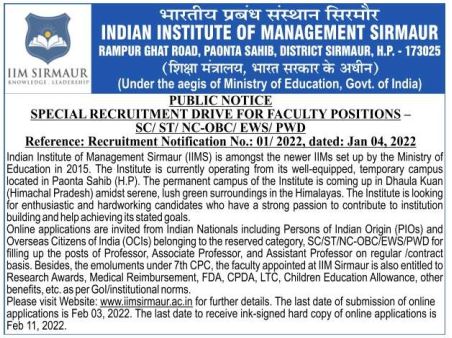 भारतीय प्रबंध संस्थान सिरमौर
INDIAN INSTITUTE OF MANAGEMENT SIRMAUR
RAMPUR GHAT ROAD, PAONTA SAHIB, DISTRICT SIRMAUR, H.P. - 173025
(शिक्षा मंत्रालय, भारत सरकार के अधीन)
(Under the aegis of Ministry of Education, Govt. of India)
IIM SIRMAUR
KNOWLEDGE . LEADERSHIP
PUBLIC NOTICE
SPECIAL RECRUITMENT DRIVE FOR FACULTY POSITIONS –
SC/ ST/ NC-OBC/ EWS/ PWD
Reference: Recruitment Notification No.: 01/ 2022, dated: Jan 04, 2022
Indian Institute of Management Sirmaur (IIMS) is amongst the newer IIMs set up by the Ministry of
Education in 2015. The Institute is currently operating from its well-equipped, temporary campus
located in Paonta Sahib (H.P.). The permanent campus of the Institute is coming up in Dhaula Kuan
(Himachal Pradesh) amidst serene, lush green surroundings in the Himalayas. The Institute is looking
for enthusiastic and hardworking candidates who have a strong passion to contribute to institution
building and help achieving its stated goals.
Online applications are invited from Indian Nationals including Persons of Indian Origin (PIOs) and
Overseas Citizens of India (OCIs) belonging to the reserved category, SC/ST/NC-OBC/EWS/PWD for
filling up the posts of Professor, Associate Professor, and Assistant Professor on regular /contract
basis. Besides, the emoluments under 7th CPC, the faculty appointed at IIM Sirmaur is also entitled to
Research Awards, Medical Reimbursement, FDA, CPDA, LTC, Children Education Allowance, other
benefits, etc. as per GoI/institutional norms.
Please visit Website: www.iimsirmaur.ac.in for further details. The last date of submission of online
applications is Feb 03, 2022. The last date to receive ink-signed hard copy of online applications is
Feb 11, 2022.